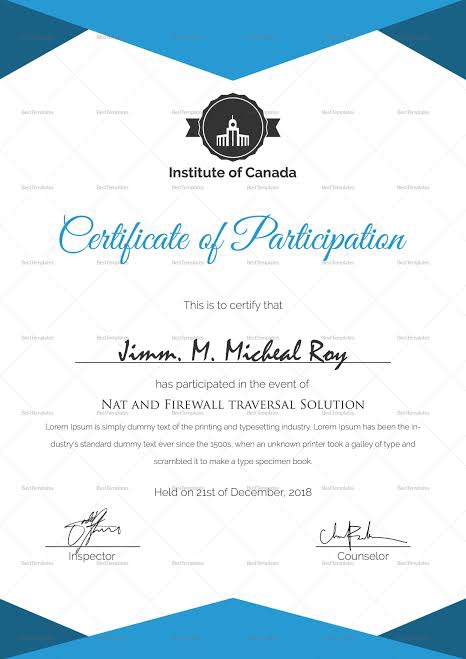 Institute of Canada
Certificate of Participation
This is to certify that
Jimm. M. Micheal Roy
has participated in the event of
Nat and Firewall traversal Solution
Lorem Ipsum is simply dummy text of the printing and typesetting industry. Lorem Ipsum has been the in-
dustry's standard dummy text ever since the 1500s, when an unknown printer took a galley of type and
scrambled it to make a type specimen book.
Held on 21st of December, 2018
Inspector
Counselor
BestTemplates